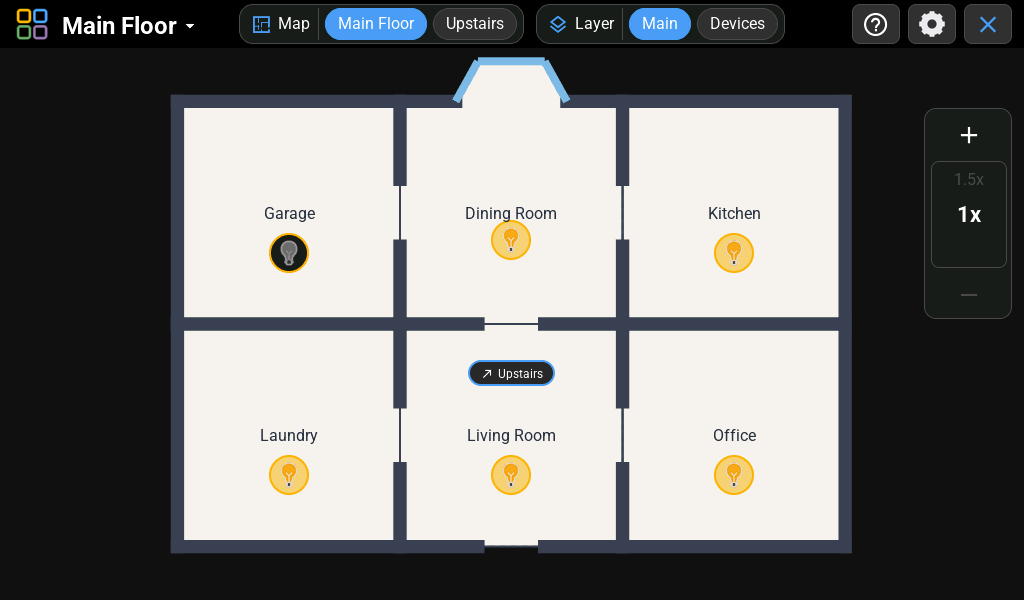 Main Floor
Map
Main Floor
Upstairs
Layer
Main
Devices
1.5x
1x
Garage
Dining Room
Kitchen
Upstairs
Laundry
Living Room
Office